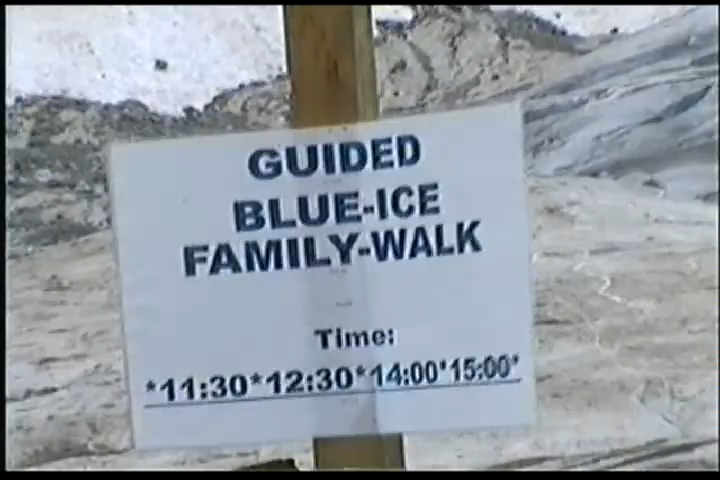 GUIDED
BLUE-ICE
FAMILY-WALK
Time:
*11:30*12:30*14:00*15:00*